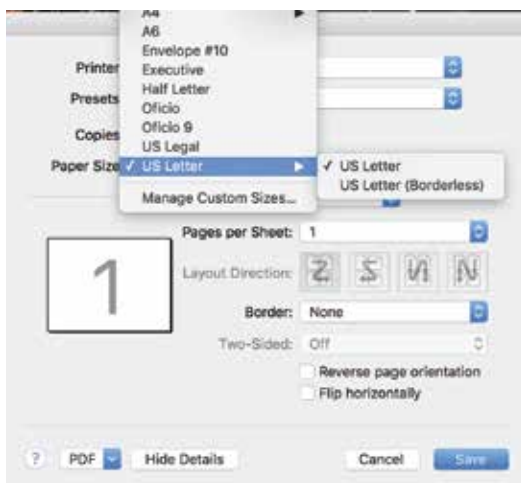 A4
A6
Envelope #10
Printer
Executive
Half Letter
Presets
Oficio
Oficio 9
Copies
US Legal
Paper Size ✓ US Letter
✓ US Letter
US Letter (Borderless)
Manage Custom Sizes...
Pages per Sheet: 1
1
Layout Direction:
Border: None
Two-Sided: Off
Reverse page orientation
Flip horizontally
? PDF Hide Details Cancel Save